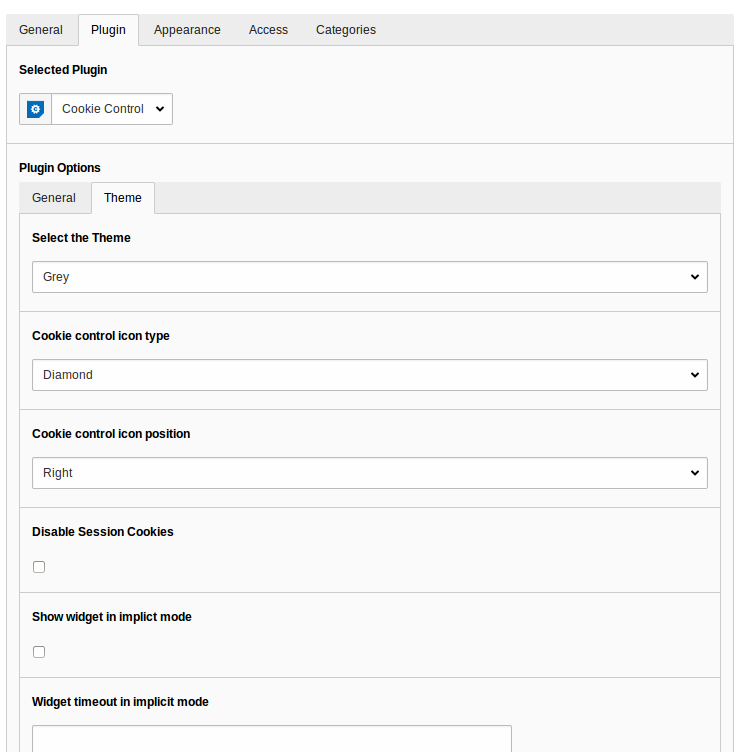 General Plugin Appearance Access Categories
Selected Plugin
Cookie Control
Plugin Options
General Theme
Select the Theme
Grey
Cookie control icon type
Diamond
Cookie control icon position
Right
Disable Session Cookies
Show widget in implict mode
Widget timeout in implicit mode